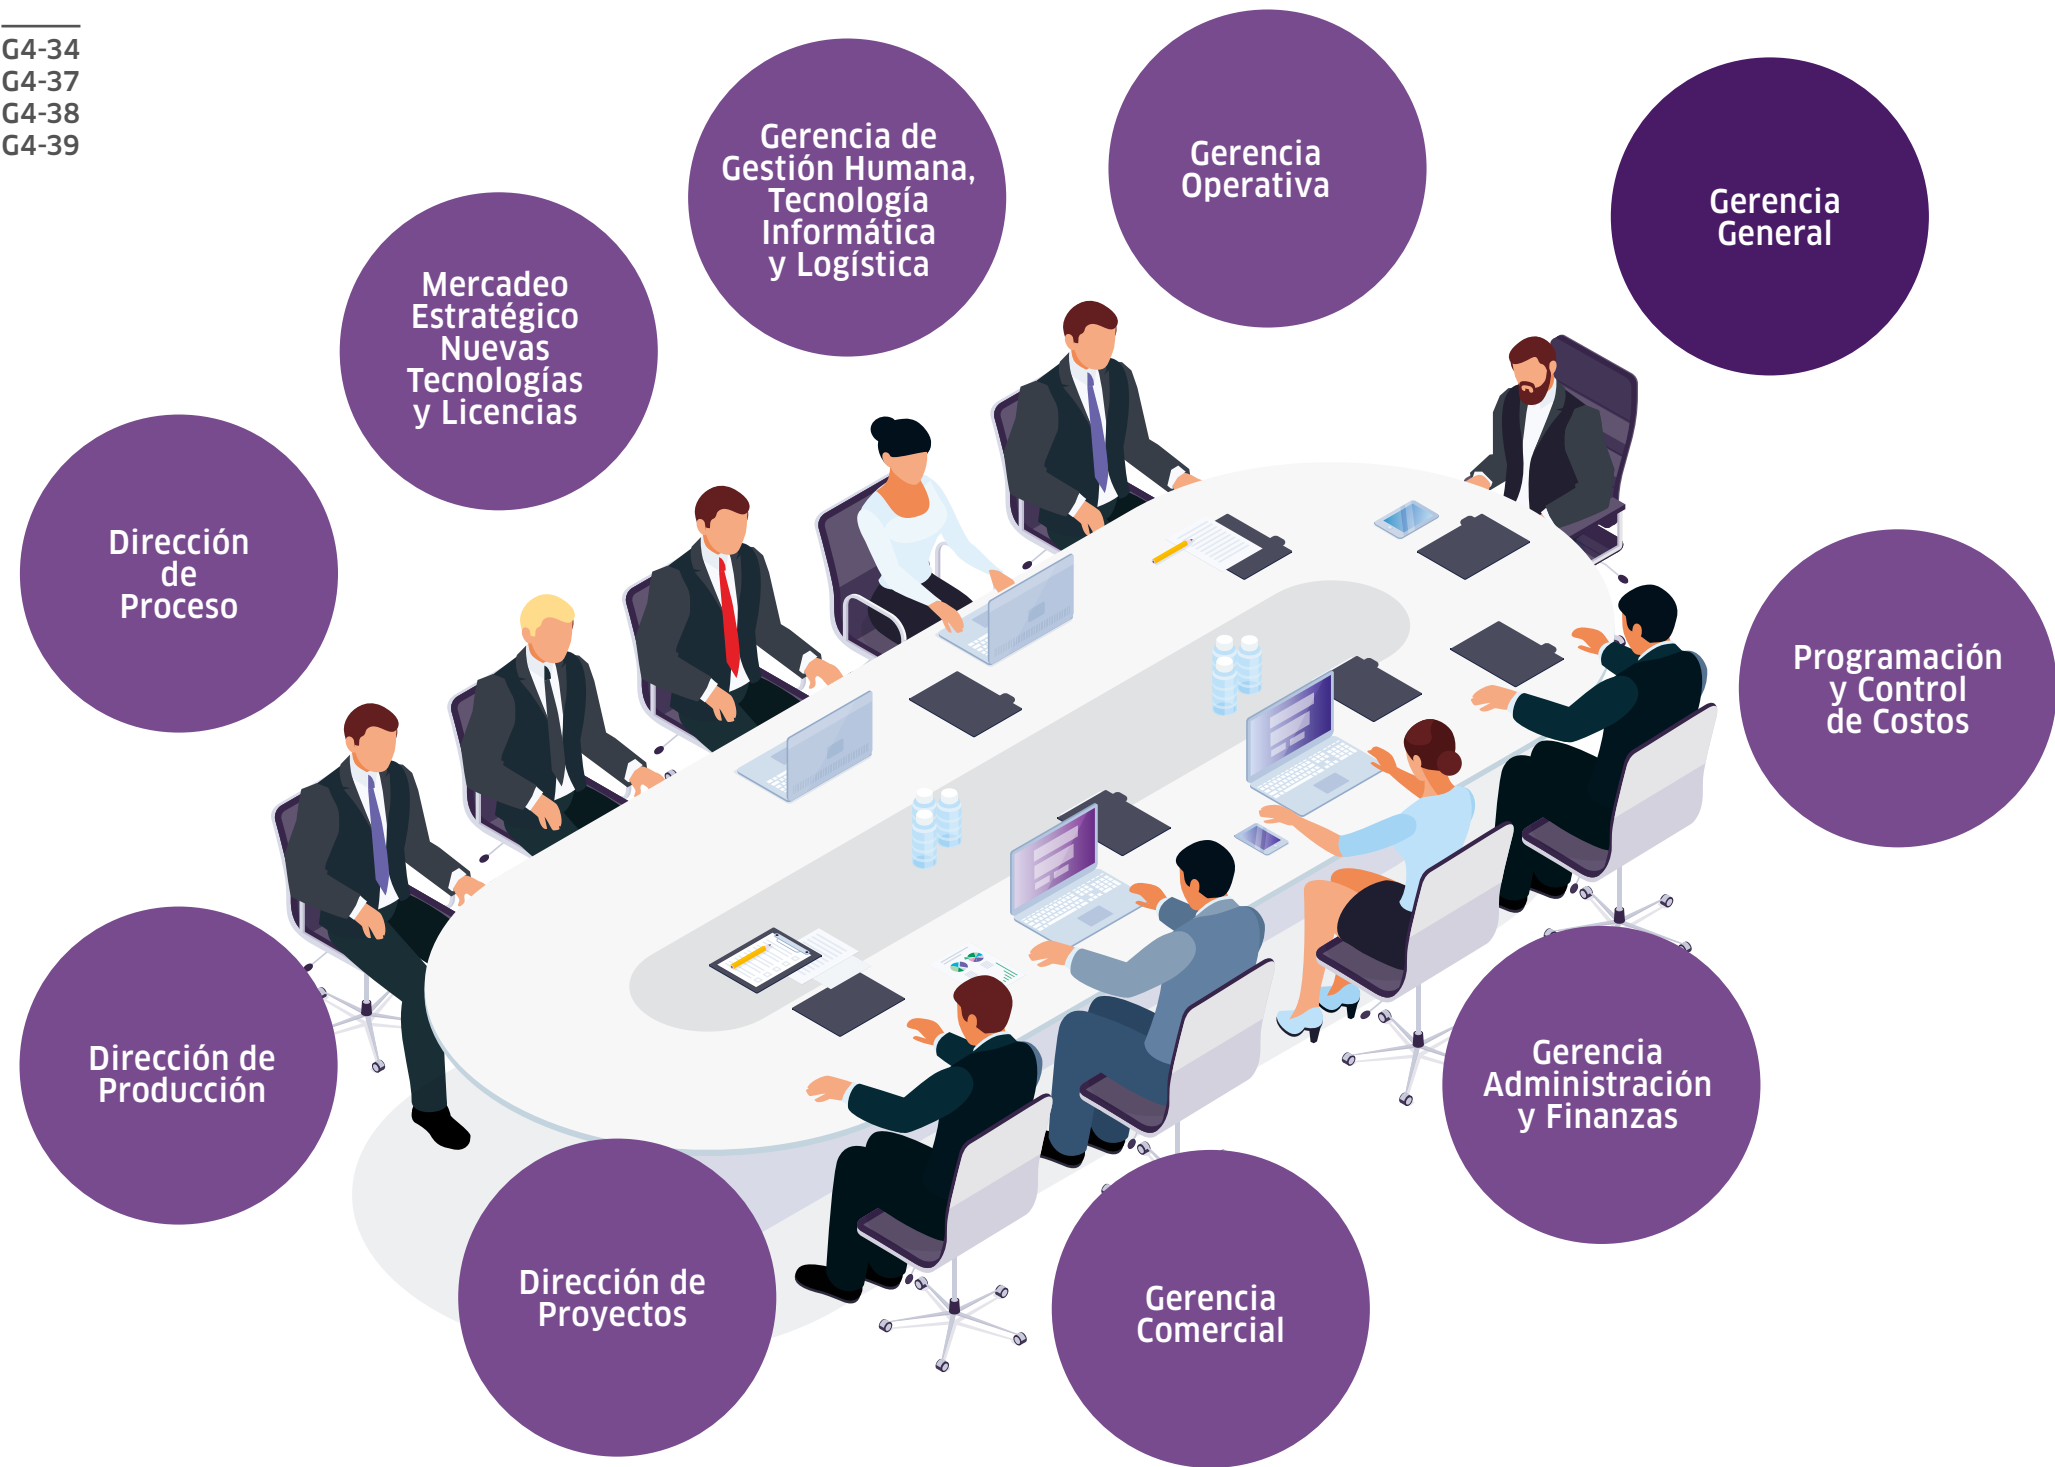 G4-34
G4-37
G4-38
G4-39
Gerencia de
Gestión Humana,
Tecnología
Informática
y Logística
Gerencia
Operativa
Gerencia
General
Mercadeo
Estratégico
Nuevas
Tecnologías
y Licencias
Dirección
de
Proceso
Programación
y Control
de Costos
Dirección de
Producción
Gerencia
Administración
y Finanzas
Dirección de
Proyectos
Gerencia
Comercial